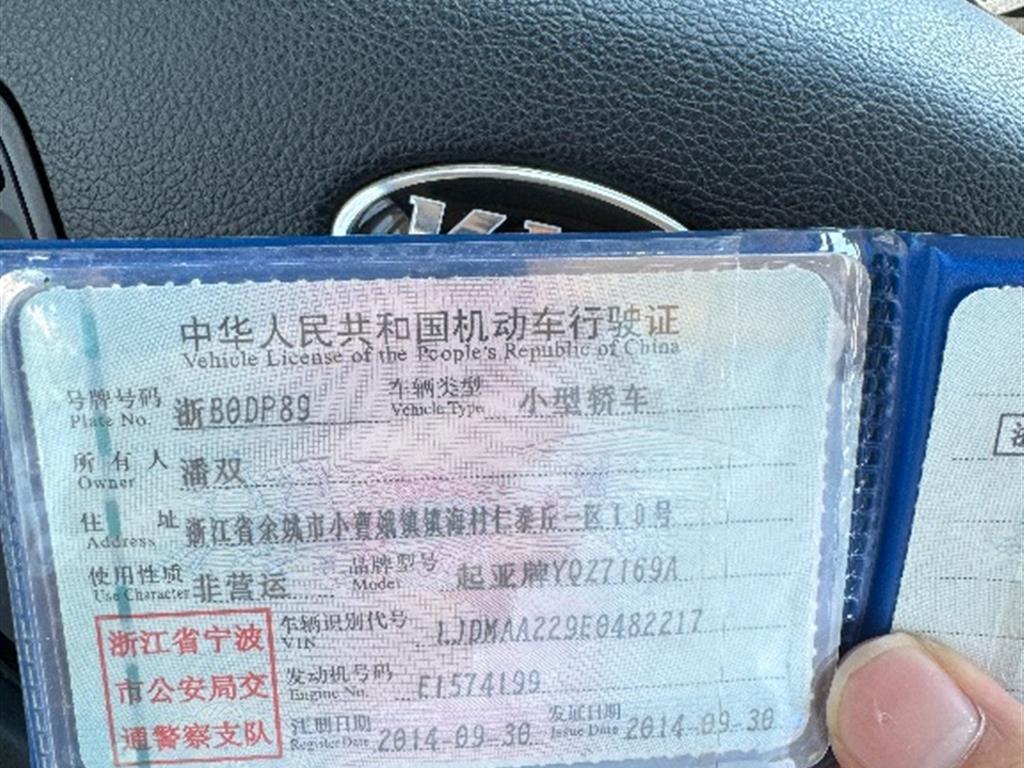 中华人民共和国机动车行驶证
Vehicle License of the People's Republic of China
号牌号码 浙B0DP89 车辆类型 小型轿车
Plate No. Vehicle Type
所有人 潘双
Owner
住址 浙江省余姚市小曹娥镇镇海村仁泰丘一区10号
Address
使用性质 非营运 品牌型号 起亚牌YQZ7169A
Use Character Model
浙江省宁波
市公安局交
通警察支队
车辆识别代号 LJDMAA229E0482217
VIN
发动机号码 E1574199
Engine No.
注册日期 2014-09-30 发证日期 2014-09-30
Register Date Issue Date